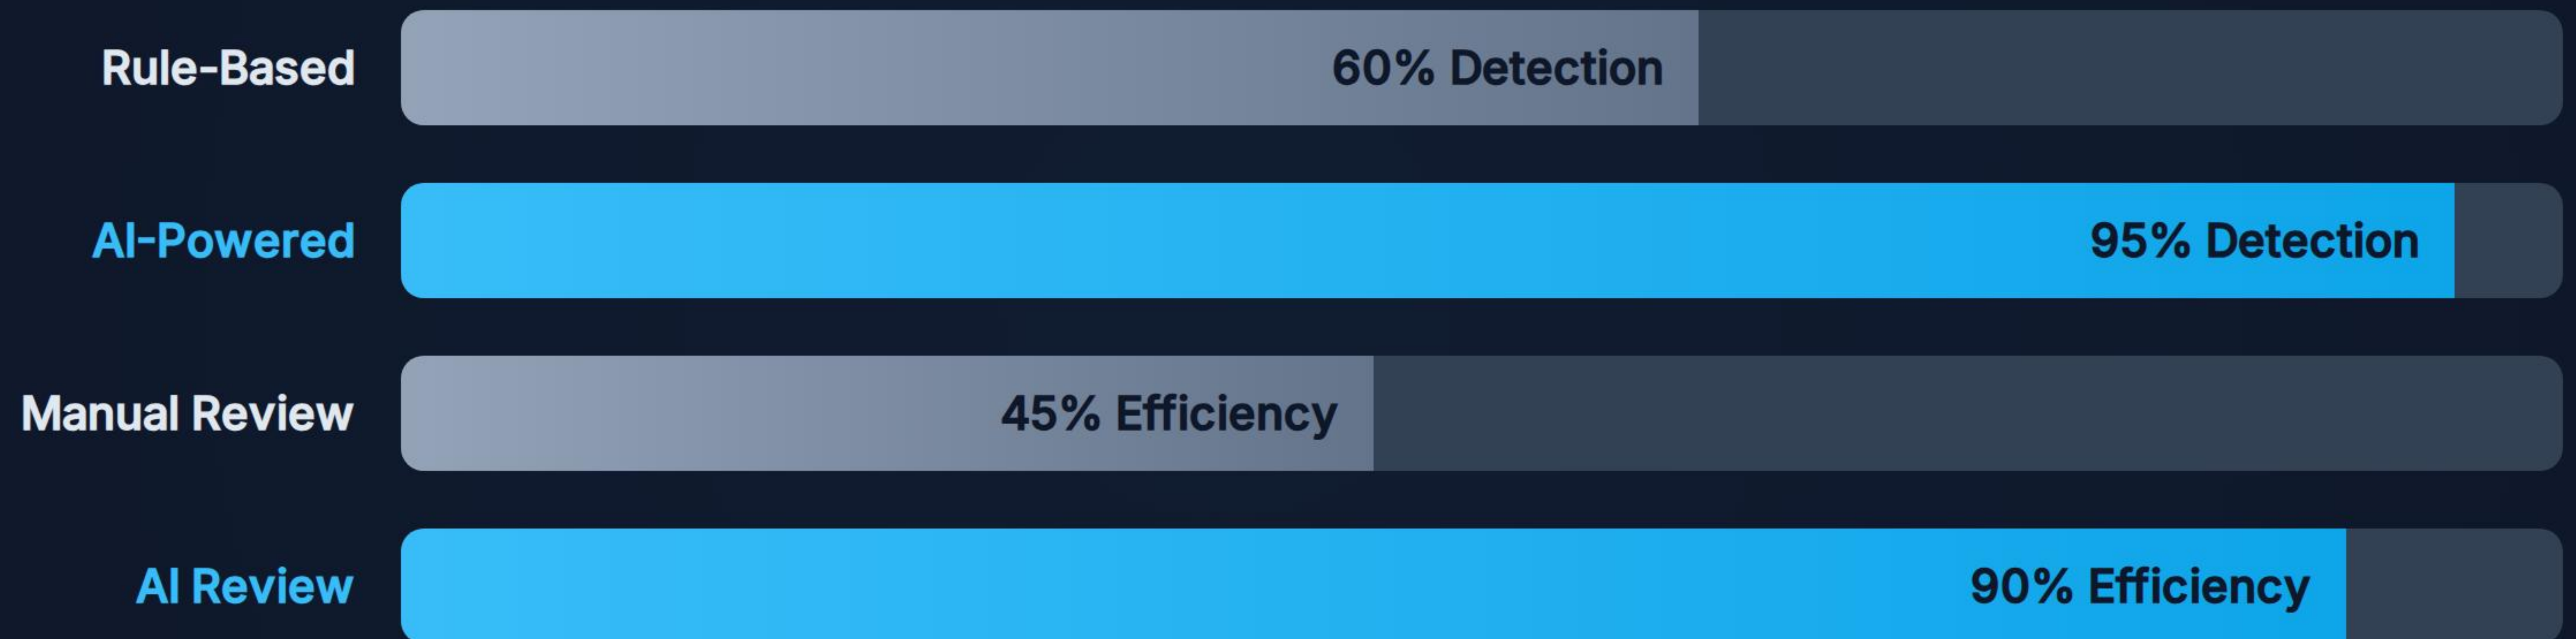 Rule-Based 60% Detection
AI-Powered 95% Detection
Manual Review 45% Efficiency
AI Review 90% Efficiency